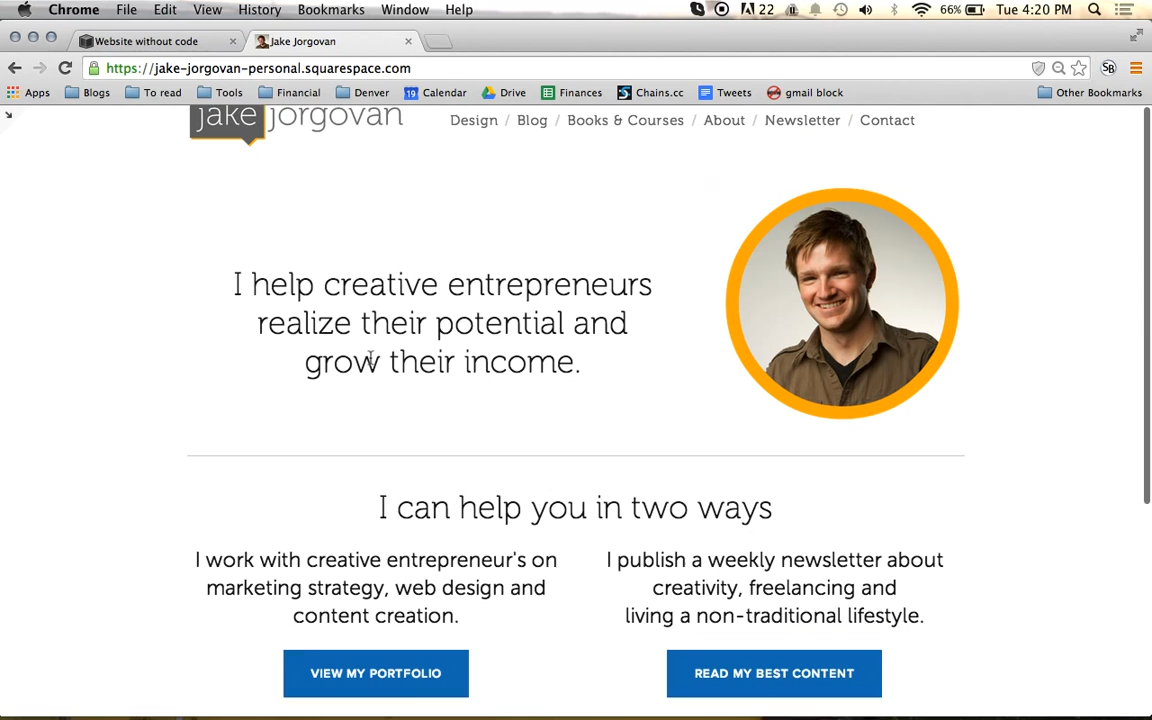 Chrome File Edit View History Bookmarks Window Help 22 66% Tue 4:20 PM
Website without code Jake Jorgovan
https://jake-jorgovan-personal.squarespace.com
Apps Blogs To read Tools Financial Denver 19 Calendar Drive Finances Chains.cc Tweets gmail block Other Bookmarks
jake jorgovan Design / Blog / Books & Courses / About / Newsletter / Contact
I help creative entrepreneurs
realize their potential and
grow their income.
I can help you in two ways
I work with creative entrepreneur's on
marketing strategy, web design and
content creation.
VIEW MY PORTFOLIO
I publish a weekly newsletter about
creativity, freelancing and
living a non-traditional lifestyle.
READ MY BEST CONTENT